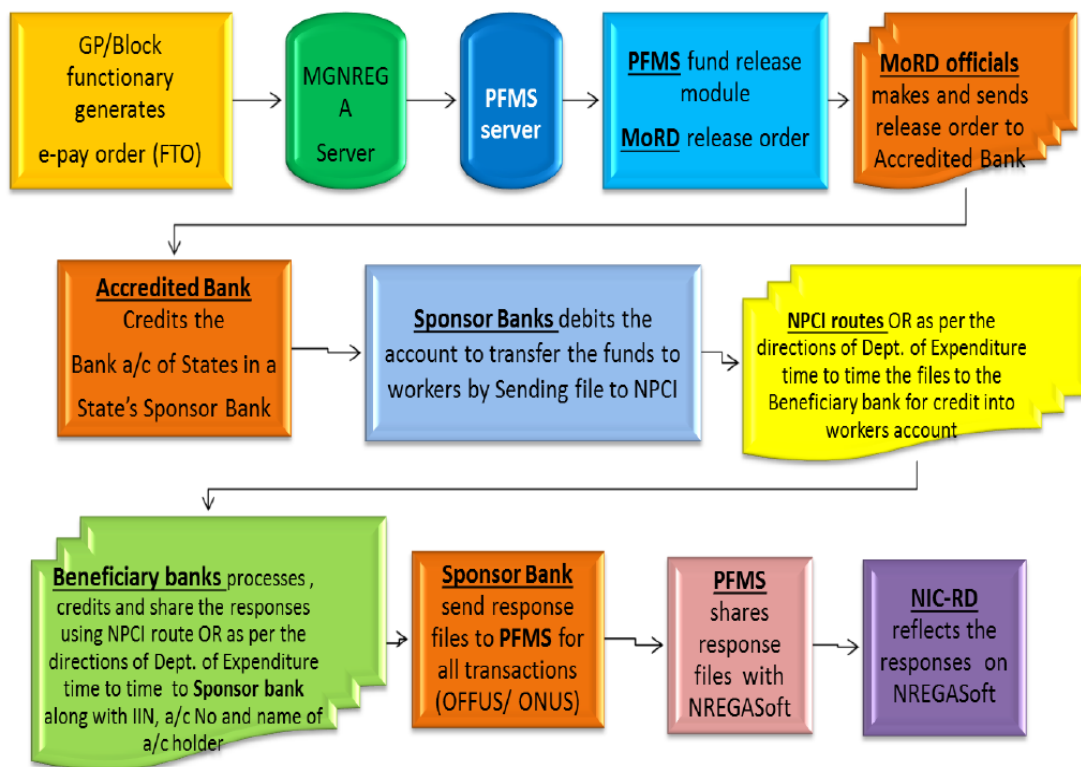 GP/Block
functionary
generates
e-pay order (FTO)
MGNREG
A
Server
PFMS
server
PFMS fund release
module
MoRD release order
MoRD officials
makes and sends
release order to
Accredited Bank
Accredited Bank
Credits the
Bank a/c of States in a
State's Sponsor Bank
Sponsor Banks debits the
account to transfer the funds to
workers by Sending file to NPCI
NPCI routes OR as per the
directions of Dept. of Expenditure
time to time the files to the
Beneficiary bank for credit into
workers account
Beneficiary banks processes ,
credits and share the responses
using NPCI route OR as per the
directions of Dept. of Expenditure
time to time to Sponsor bank
along with IIN, a/c No and name of
a/c holder
Sponsor Bank
send response
files to PFMS for
all transactions
(OFFUS/ ONUS)
PFMS
shares
response
files with
NREGASoft
NIC-RD
reflects the
responses on
NREGASoft